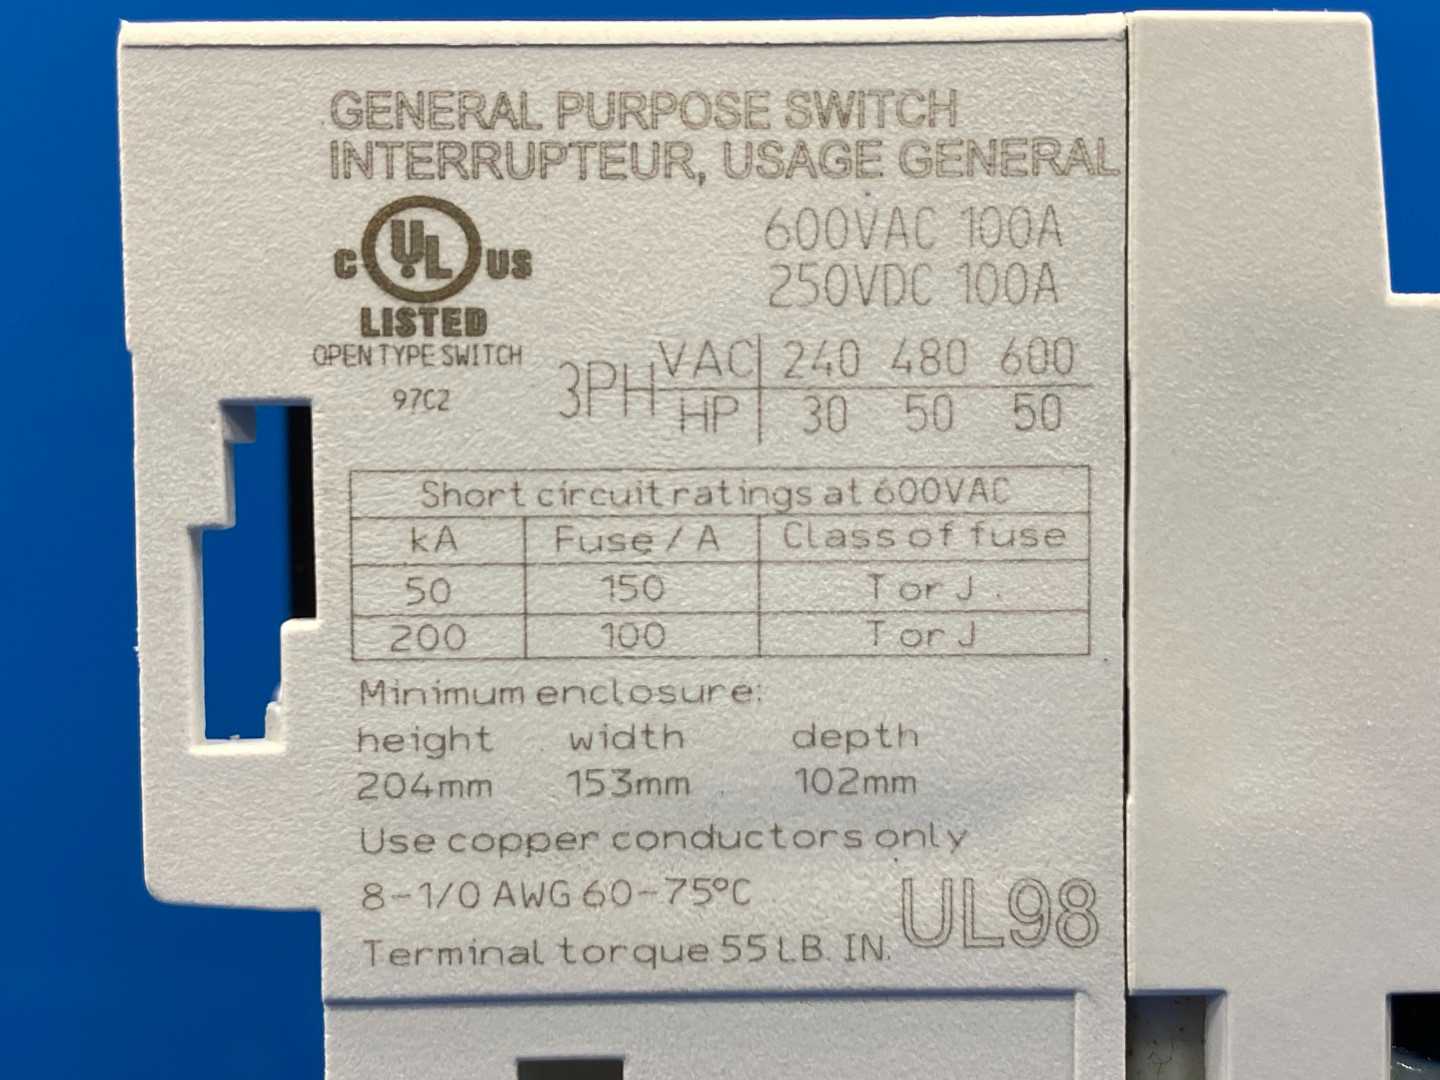 GENERAL PURPOSE SWITCH
INTERRUPTEUR, USAGE GENERAL
C UL US
LISTED
OPEN TYPE SWITCH
97C2
600VAC 100A
250VDC 100A
3PH VAC 240 480 600
HP 30 50 50
Short circuit ratings at 600VAC
kA Fuse / A Class of fuse
50 150 T or J
200 100 T or J
Minimum enclosure:
height width depth
204mm 153mm 102mm
Use copper conductors only
8-1/0 AWG 60-75°C
Terminal torque 55 LB. IN.
UL98